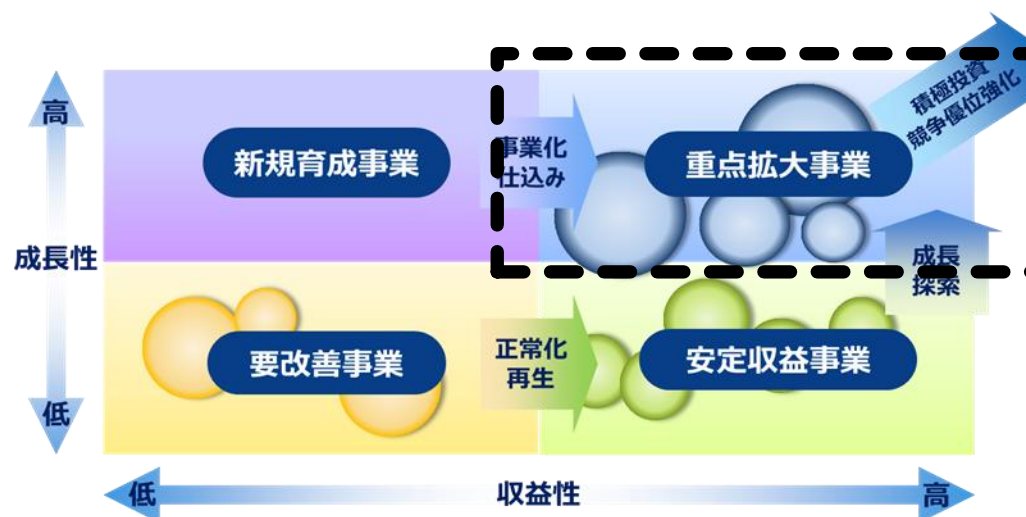 積極投資
競争優位強化
高
新規育成事業
事業化
仕込み
重点拡大事業
成長性
成長
探索
要改善事業
正常化
再生
安定収益事業
低
低
収益性
高